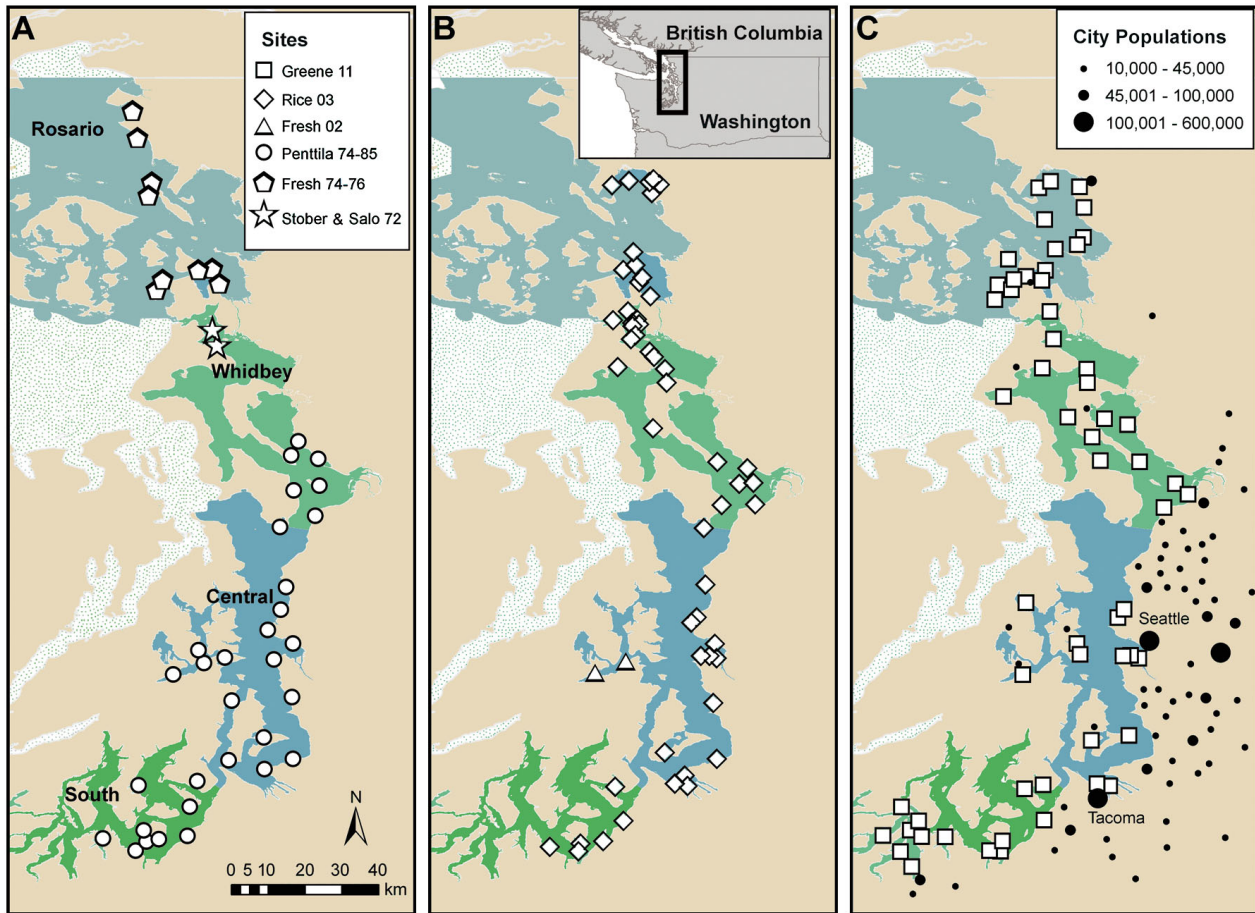 A
Sites
Greene 11
Rice 03
Fresh 02
Penttila 74-85
Fresh 74-76
Stober & Salo 72
Rosario
Whidbey
Central
South
N
0 5 10 20 30 40
km
B
British Columbia
Washington
C
City Populations
10,000 - 45,000
45,001 - 100,000
100,001 - 600,000
Seattle
Tacoma